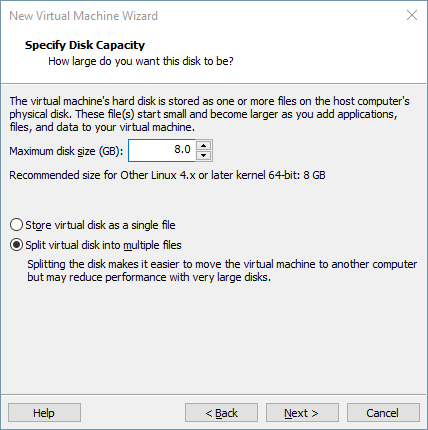 New Virtual Machine Wizard
Specify Disk Capacity
How large do you want this disk to be?
The virtual machine's hard disk is stored as one or more files on the host computer's
physical disk. These file(s) start small and become larger as you add applications,
files, and data to your virtual machine.
Maximum disk size (GB): 8.0
Recommended size for Other Linux 4.x or later kernel 64-bit: 8 GB
Store virtual disk as a single file
Split virtual disk into multiple files
Splitting the disk makes it easier to move the virtual machine to another computer
but may reduce performance with very large disks.
Help < Back Next > Cancel